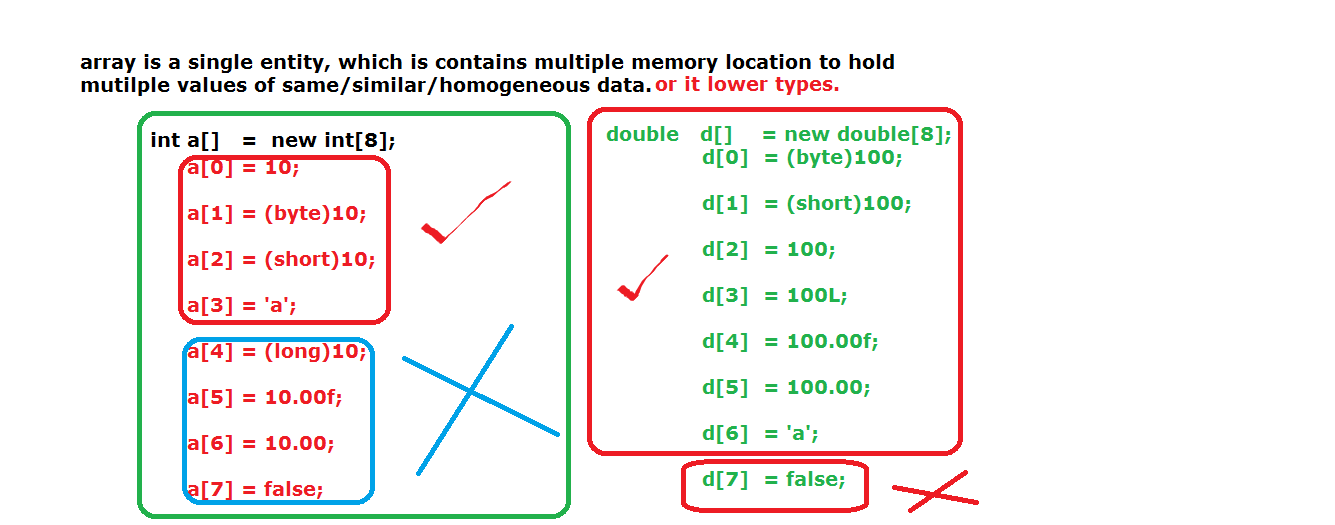 array is a single entity, which is contains multiple memory location to hold
mutilple values of same/similar/homogeneous data. or it lower types.
int a[] = new int[8];
a[0] = 10;
a[1] = (byte)10;
a[2] = (short)10;
a[3] = 'a';
a[4] = (long)10;
a[5] = 10.00f;
a[6] = 10.00;
a[7] = false;
double d[] = new double[8];
d[0] = (byte)100;
d[1] = (short)100;
d[2] = 100;
d[3] = 100L;
d[4] = 100.00f;
d[5] = 100.00;
d[6] = 'a';
d[7] = false;